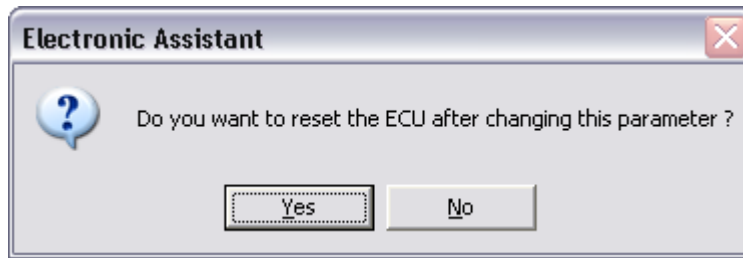 Electronic Assistant
Do you want to reset the ECU after changing this parameter ?
Yes
No